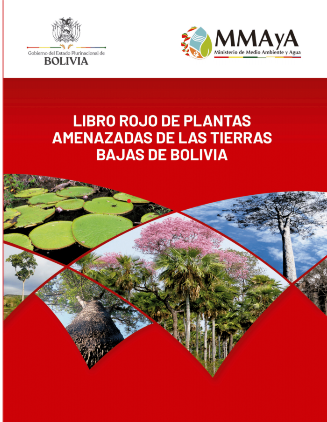 Gobierno del Estado Plurinacional de
BOLIVIA
MMAyA
Ministerio de Medio Ambiente y Agua
LIBRO ROJO DE PLANTAS
AMENAZADAS DE LAS TIERRAS
BAJAS DE BOLIVIA